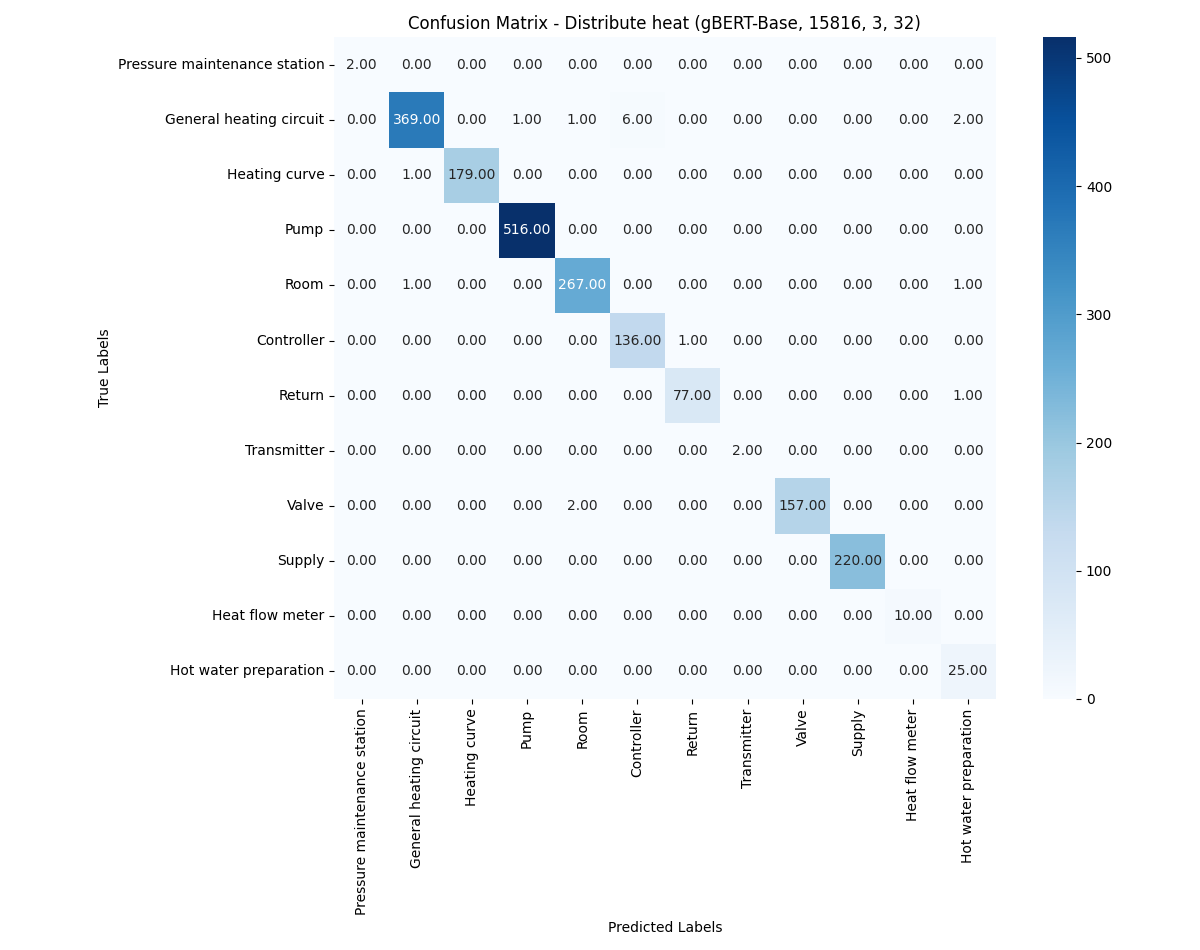 Confusion Matrix - Distribute heat (gBERT-Base, 15816, 3, 32)
Pressure maintenance station 2.00 0.00 0.00 0.00 0.00 0.00 0.00 0.00 0.00 0.00 0.00 0.00
General heating circuit 0.00 369.00 0.00 1.00 1.00 6.00 0.00 0.00 0.00 0.00 0.00 2.00
Heating curve 0.00 1.00 179.00 0.00 0.00 0.00 0.00 0.00 0.00 0.00 0.00 0.00
Pump 0.00 0.00 0.00 516.00 0.00 0.00 0.00 0.00 0.00 0.00 0.00 0.00
Room 0.00 1.00 0.00 0.00 267.00 0.00 0.00 0.00 0.00 0.00 0.00 1.00
Controller 0.00 0.00 0.00 0.00 0.00 136.00 1.00 0.00 0.00 0.00 0.00 0.00
Return 0.00 0.00 0.00 0.00 0.00 0.00 77.00 0.00 0.00 0.00 0.00 1.00
Transmitter 0.00 0.00 0.00 0.00 0.00 0.00 0.00 2.00 0.00 0.00 0.00 0.00
Valve 0.00 0.00 0.00 0.00 2.00 0.00 0.00 0.00 157.00 0.00 0.00 0.00
Supply 0.00 0.00 0.00 0.00 0.00 0.00 0.00 0.00 0.00 220.00 0.00 0.00
Heat flow meter 0.00 0.00 0.00 0.00 0.00 0.00 0.00 0.00 0.00 0.00 10.00 0.00
Hot water preparation 0.00 0.00 0.00 0.00 0.00 0.00 0.00 0.00 0.00 0.00 0.00 25.00
True Labels
Pressure maintenance station
General heating circuit
Heating curve
Pump
Room
Controller
Return
Transmitter
Valve
Supply
Heat flow meter
Hot water preparation
Predicted Labels
500
400
300
200
100
0